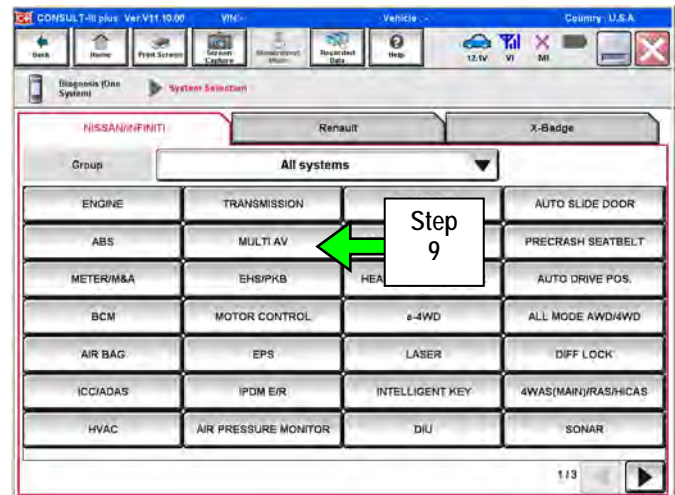 CONSULT-III plus Ver.V11.10.00 VIN:- Vehicle : - Country : U.S.A.
Back Home Print Screen Screen Capture Measurement Mode Recorded Data Help 12.1V VI MI
Diagnosis (One System) System Selection
NISSAN/INFINITI Renault X-Badge
Group All systems
ENGINE TRANSMISSION AUTO SLIDE DOOR
Step 9
ABS MULTI AV PRECRASH SEATBELT
METER/M&A EHS/PKB HEA AUTO DRIVE POS.
BCM MOTOR CONTROL e-4WD ALL MODE AWD/4WD
AIR BAG EPS LASER DIFF LOCK
ICC/ADAS IPDM E/R INTELLIGENT KEY 4WAS(MAIN)/RAS/HICAS
HVAC AIR PRESSURE MONITOR DIU SONAR
1/3